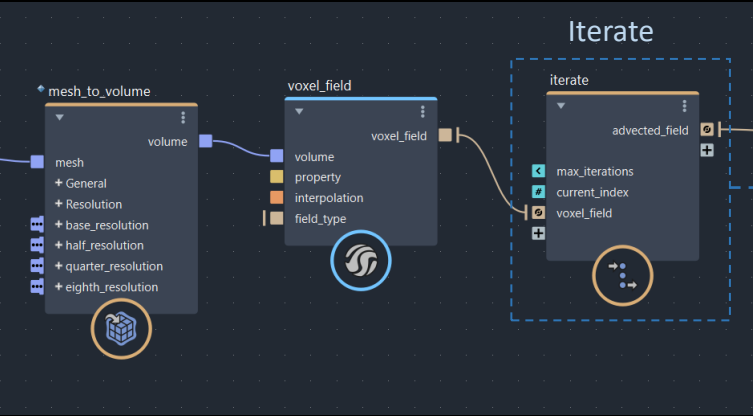 Iterate
mesh_to_volume
volume
mesh
+ General
+ Resolution
+ base_resolution
+ half_resolution
+ quarter_resolution
+ eighth_resolution
voxel_field
voxel_field
volume
property
interpolation
field_type
iterate
advected_field
max_iterations
# current_index
voxel_field